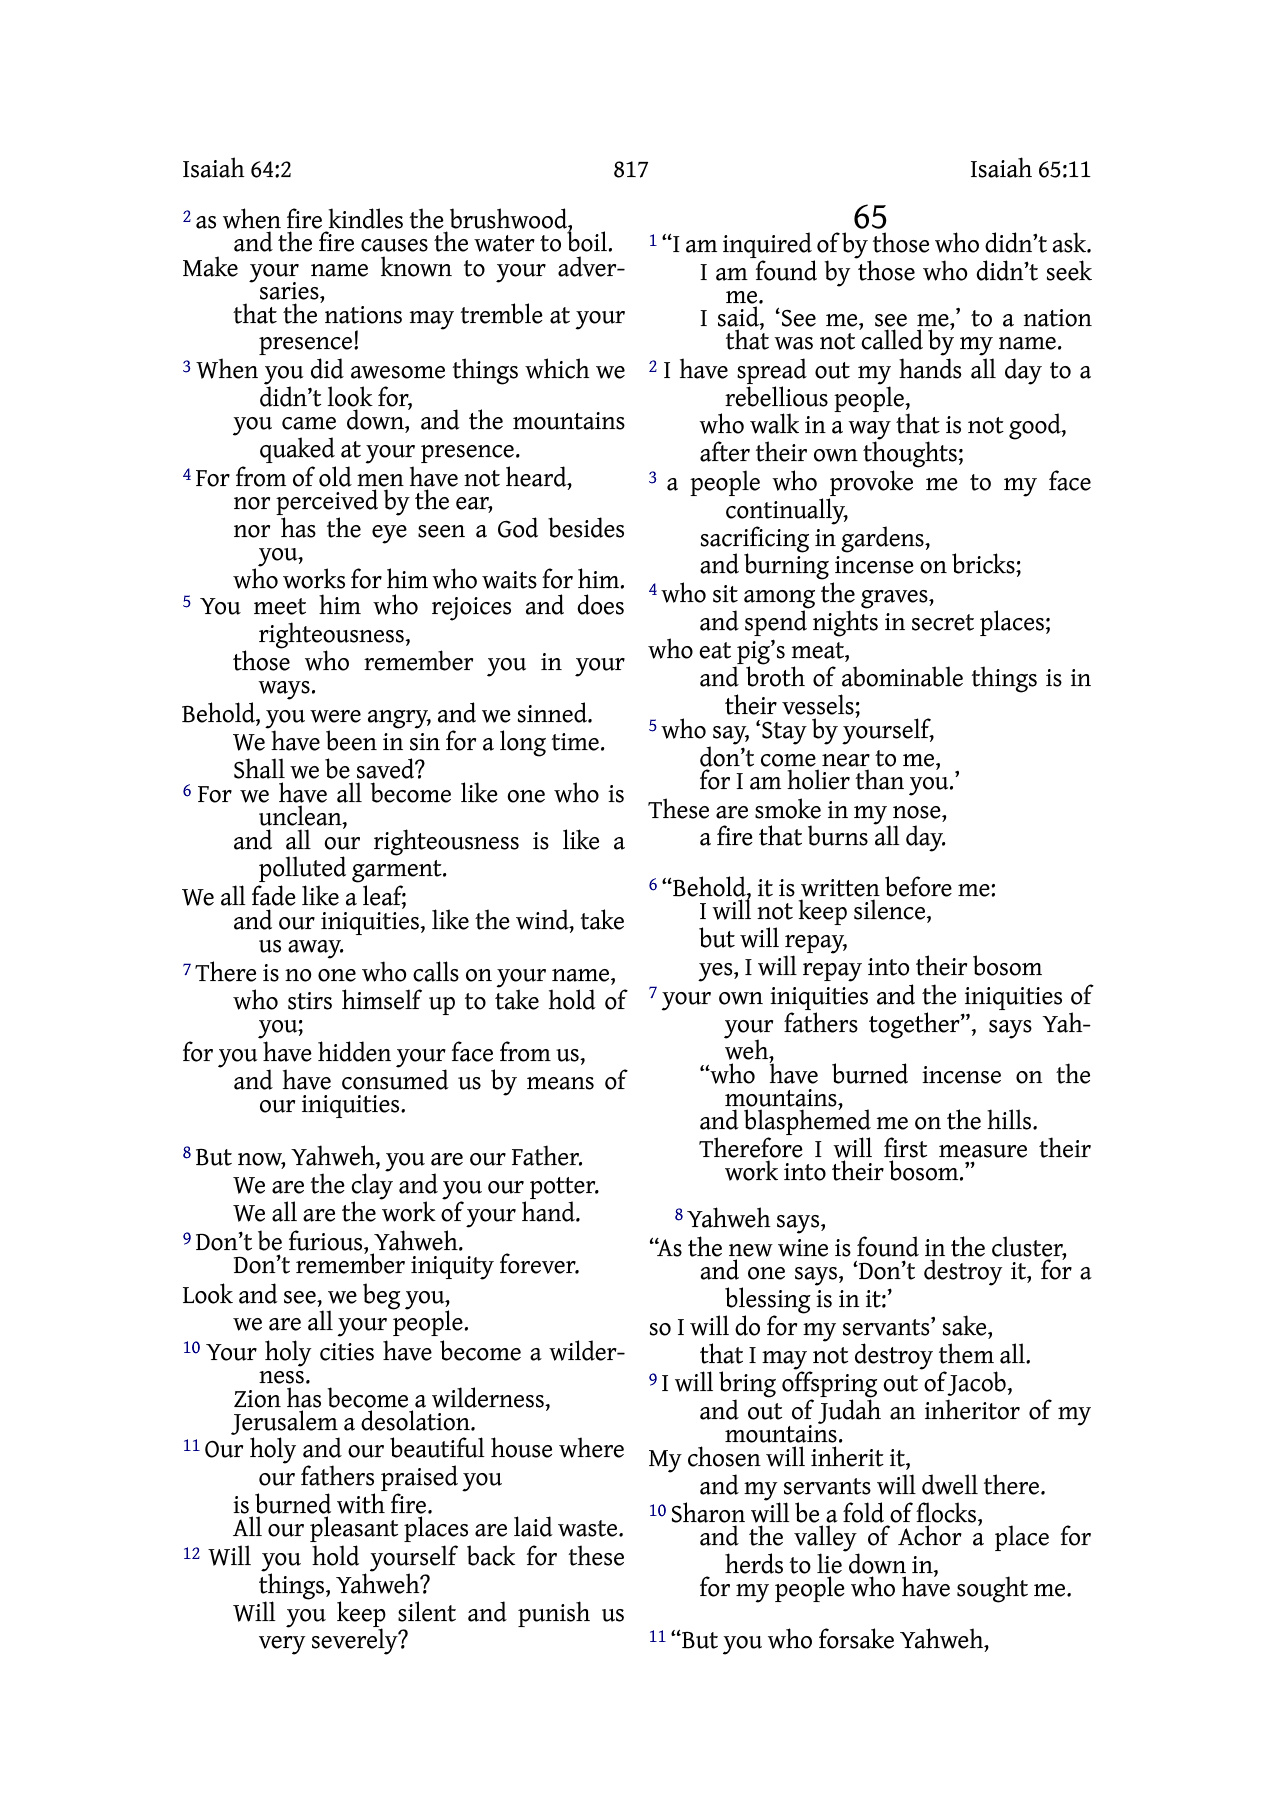 Isaiah 64:2 817 Isaiah 65:11
2 as when fire kindles the brushwood,
and the fire causes the water to boil.
Make your name known to your adver-
saries,
that the nations may tremble at your
presence!
3 When you did awesome things which we
didn’t look for,
you came down, and the mountains
quaked at your presence.
4 For from of old men have not heard,
nor perceived by the ear,
nor has the eye seen a God besides
you,
who works for him who waits for him.
5 You meet him who rejoices and does
righteousness,
those who remember you in your
ways.
Behold, you were angry, and we sinned.
We have been in sin for a long time.
Shall we be saved?
6 For we have all become like one who is
unclean,
and all our righteousness is like a
polluted garment.
We all fade like a leaf;
and our iniquities, like the wind, take
us away.
7 There is no one who calls on your name,
who stirs himself up to take hold of
you;
for you have hidden your face from us,
and have consumed us by means of
our iniquities.
8 But now, Yahweh, you are our Father.
We are the clay and you our potter.
We all are the work of your hand.
9 Don’t be furious, Yahweh.
Don’t remember iniquity forever.
Look and see, we beg you,
we are all your people.
10 Your holy cities have become a wilder-
ness.
Zion has become a wilderness,
Jerusalem a desolation.
11 Our holy and our beautiful house where
our fathers praised you
is burned with fire.
All our pleasant places are laid waste.
12 Will you hold yourself back for these
things, Yahweh?
Will you keep silent and punish us
very severely?
65
1 “I am inquired of by those who didn’t ask.
I am found by those who didn’t seek
me.
I said, ‘See me, see me,’ to a nation
that was not called by my name.
2 I have spread out my hands all day to a
rebellious people,
who walk in a way that is not good,
after their own thoughts;
3 a people who provoke me to my face
continually,
sacrificing in gardens,
and burning incense on bricks;
4 who sit among the graves,
and spend nights in secret places;
who eat pig’s meat,
and broth of abominable things is in
their vessels;
5 who say, ‘Stay by yourself,
don’t come near to me,
for I am holier than you.’
These are smoke in my nose,
a fire that burns all day.
6 “Behold, it is written before me:
I will not keep silence,
but will repay,
yes, I will repay into their bosom
7 your own iniquities and the iniquities of
your fathers together”, says Yah-
weh,
“who have burned incense on the
mountains,
and blasphemed me on the hills.
Therefore I will first measure their
work into their bosom.”
8 Yahweh says,
“As the new wine is found in the cluster,
and one says, ‘Don’t destroy it, for a
blessing is in it:’
so I will do for my servants’ sake,
that I may not destroy them all.
9 I will bring offspring out of Jacob,
and out of Judah an inheritor of my
mountains.
My chosen will inherit it,
and my servants will dwell there.
10 Sharon will be a fold of flocks,
and the valley of Achor a place for
herds to lie down in,
for my people who have sought me.
11 “But you who forsake Yahweh,